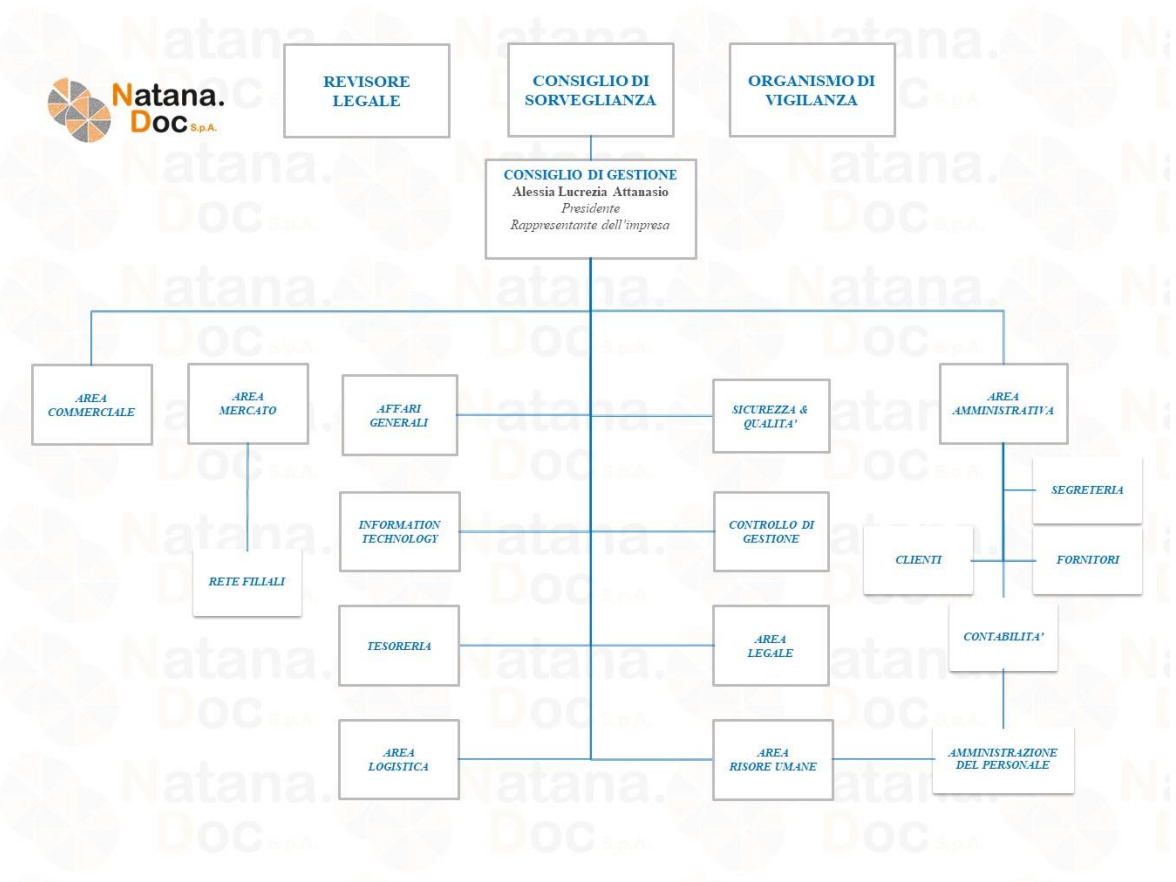 Natana.
Doc S.p.A.
REVISORE
LEGALE
CONSIGLIO DI
SORVEGLIANZA
ORGANISMO DI
VIGILANZA
CONSIGLIO DI GESTIONE
Alessia Lucrezia Attanasio
Presidente
Rappresentante dell'impresa
AREA
COMMERCIALE
AREA
MERCATO
AFFARI
GENERALI
SICUREZZA &
QUALITA'
AREA
AMMINISTRATIVA
SEGRETERIA
INFORMATION
TECHNOLOGY
CONTROLLO DI
GESTIONE
CLIENTI
FORNITORI
RETE FILIALI
TESORERIA
AREA
LEGALE
CONTABILITA'
AREA
LOGISTICA
AREA
RISORE UMANE
AMMINISTRAZIONE
DEL PERSONALE